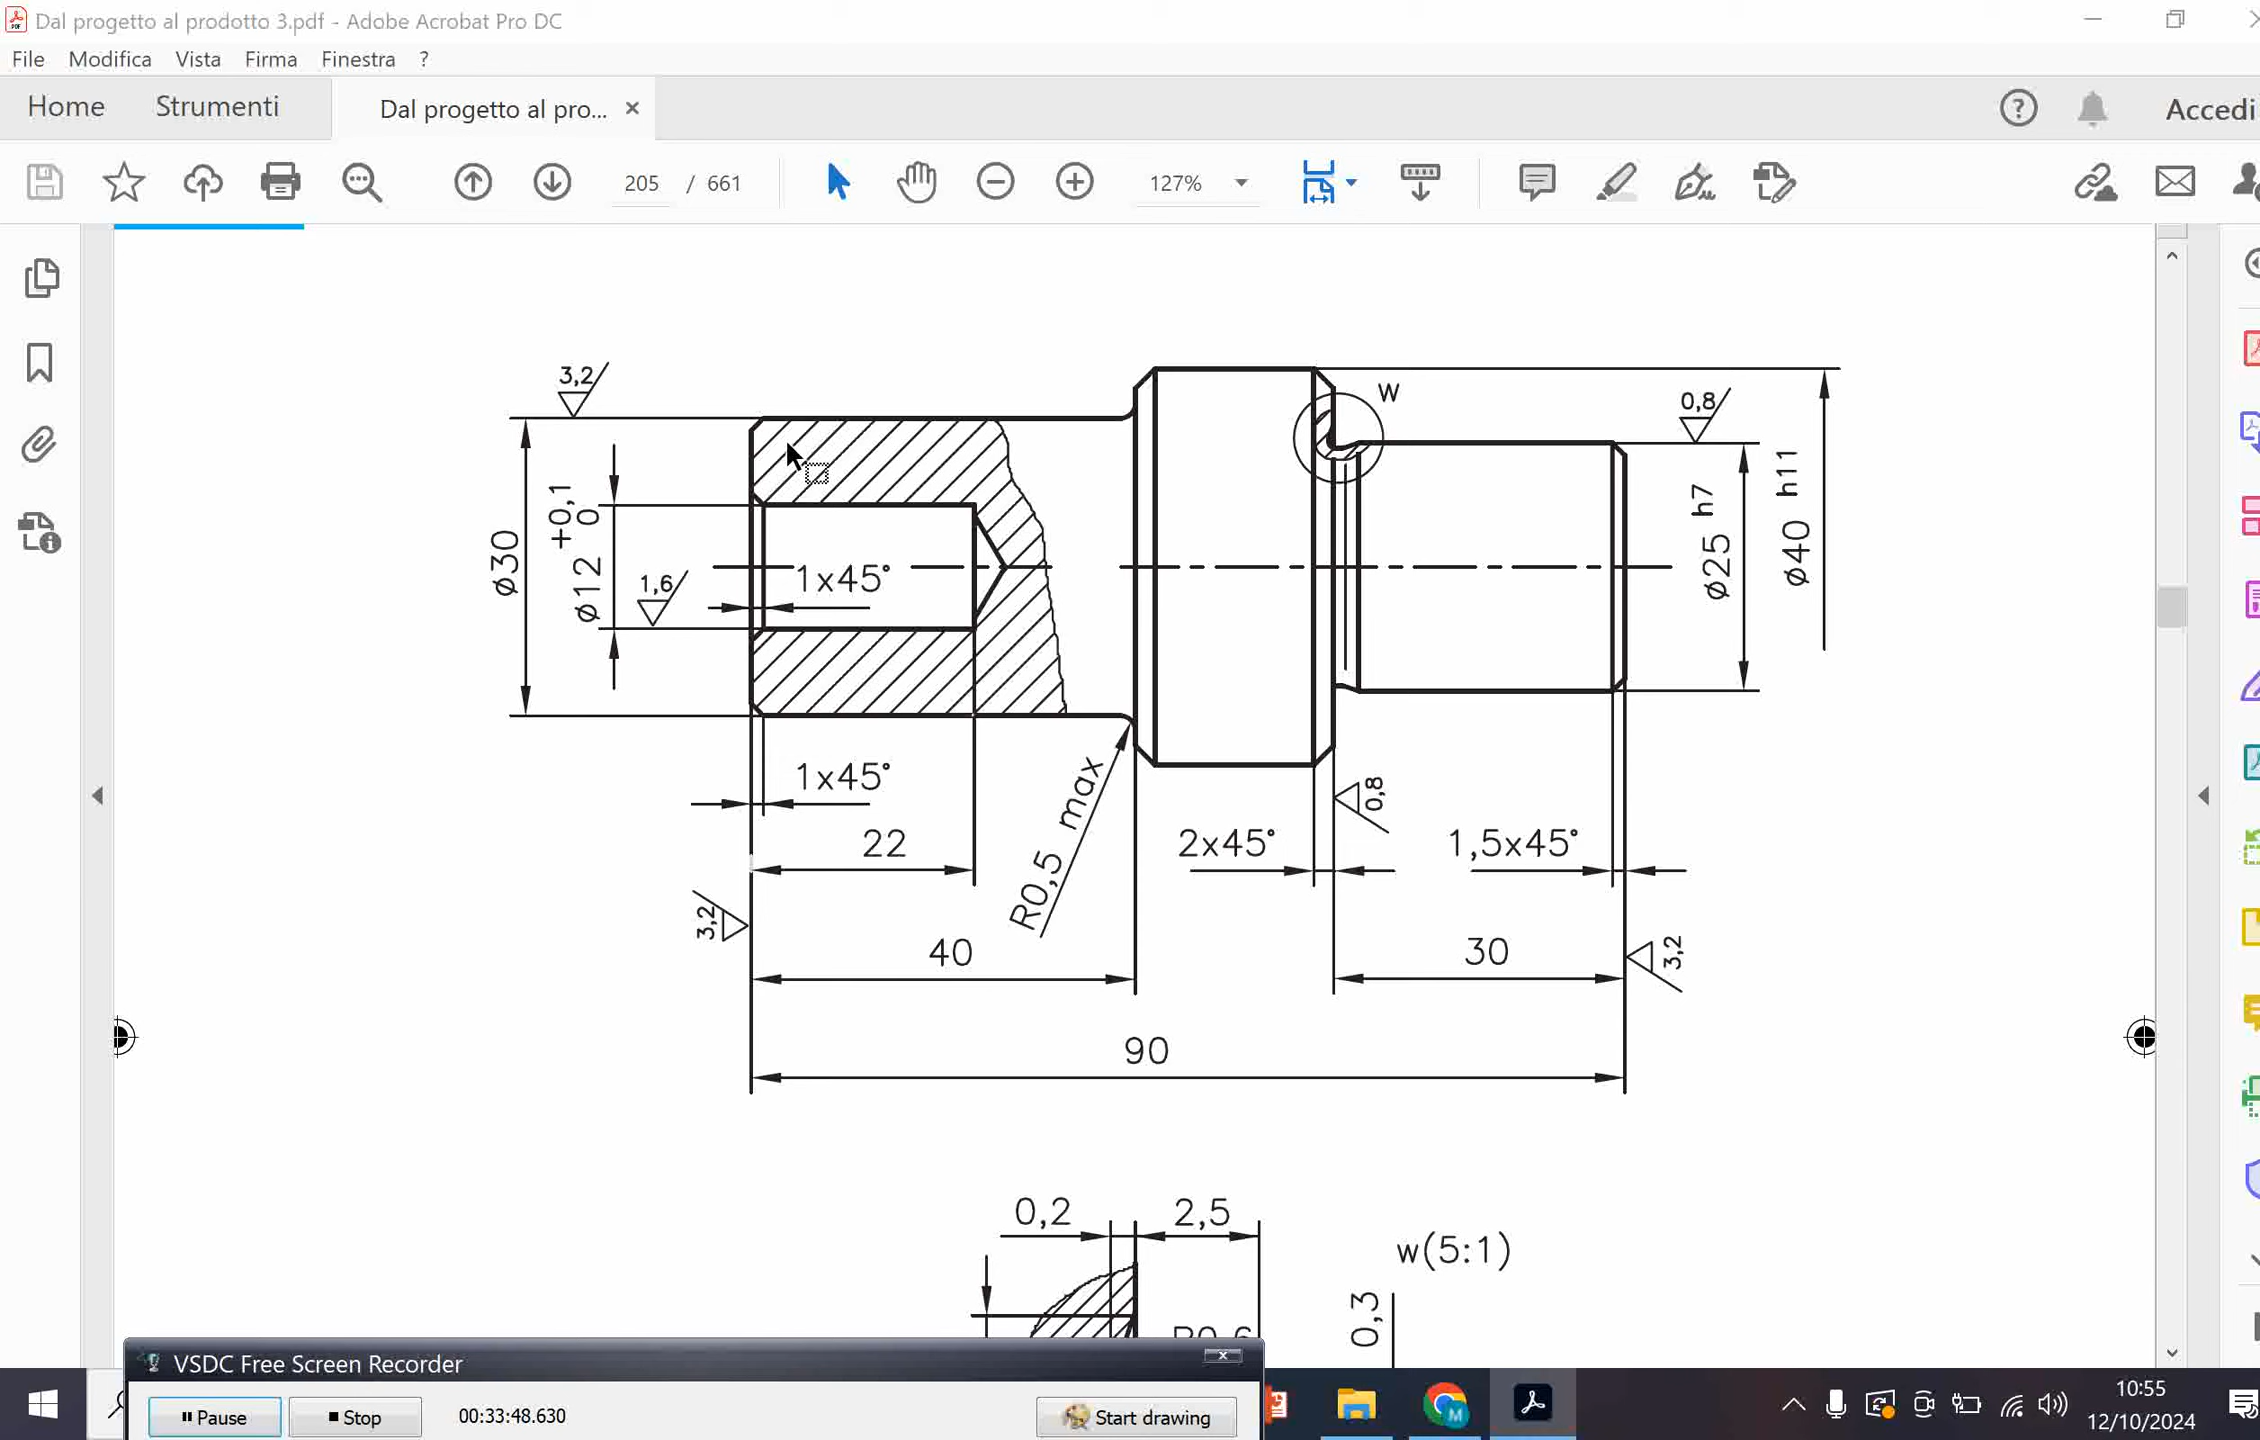 Dal progetto al prodotto 3.pdf - Adobe Acrobat Pro DC
File Modifica Vista Firma Finestra ?
Home Strumenti Dal progetto al pro... ×
Accedi
205 / 661 127%
3,2
W
0,8
ø30
ø12 +0,1 0
1,6
1x45°
ø25 h7
ø40 h11
1x45°
R0,5 max
0,8
22
2x45°
1,5x45°
3,2
40
30
3,2
90
0,2 2,5
w(5:1)
0,3
VSDC Free Screen Recorder
Pause Stop 00:33:48.630 Start drawing
10:55
12/10/2024